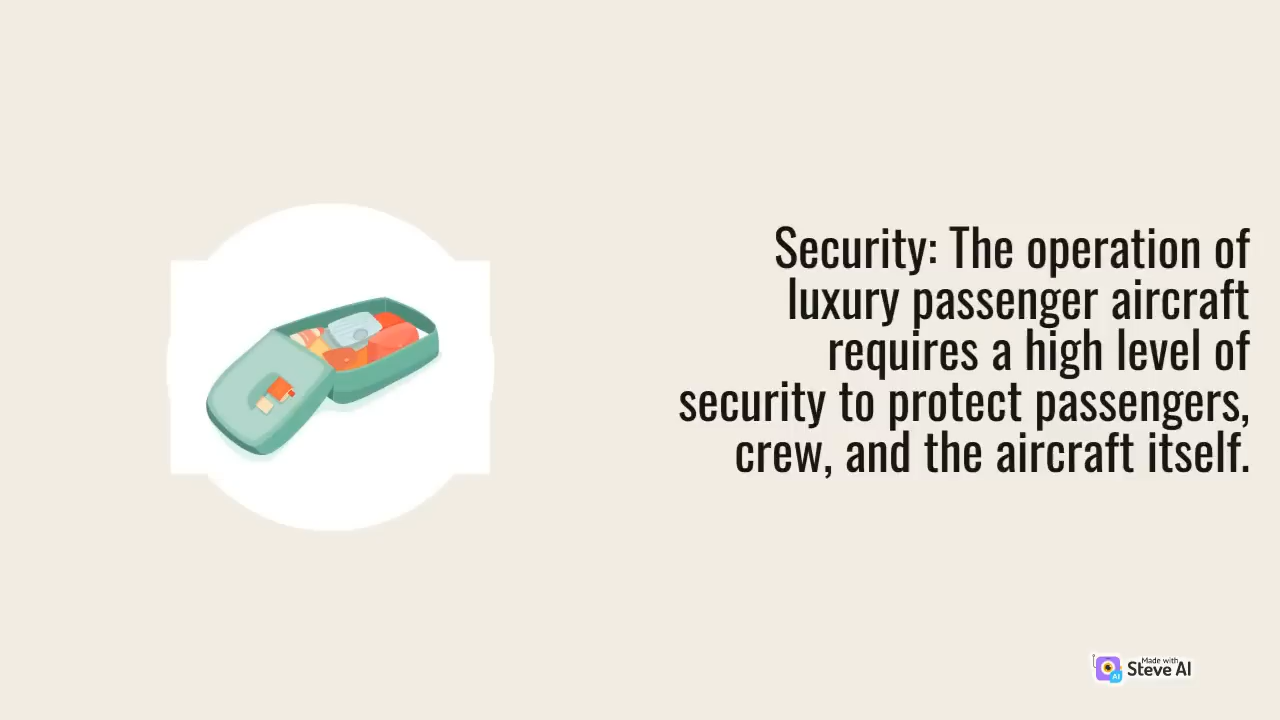 Security: The operation of
luxury passenger aircraft
requires a high level of
security to protect passengers,
crew, and the aircraft itself.
Made with
Steve AI
AI